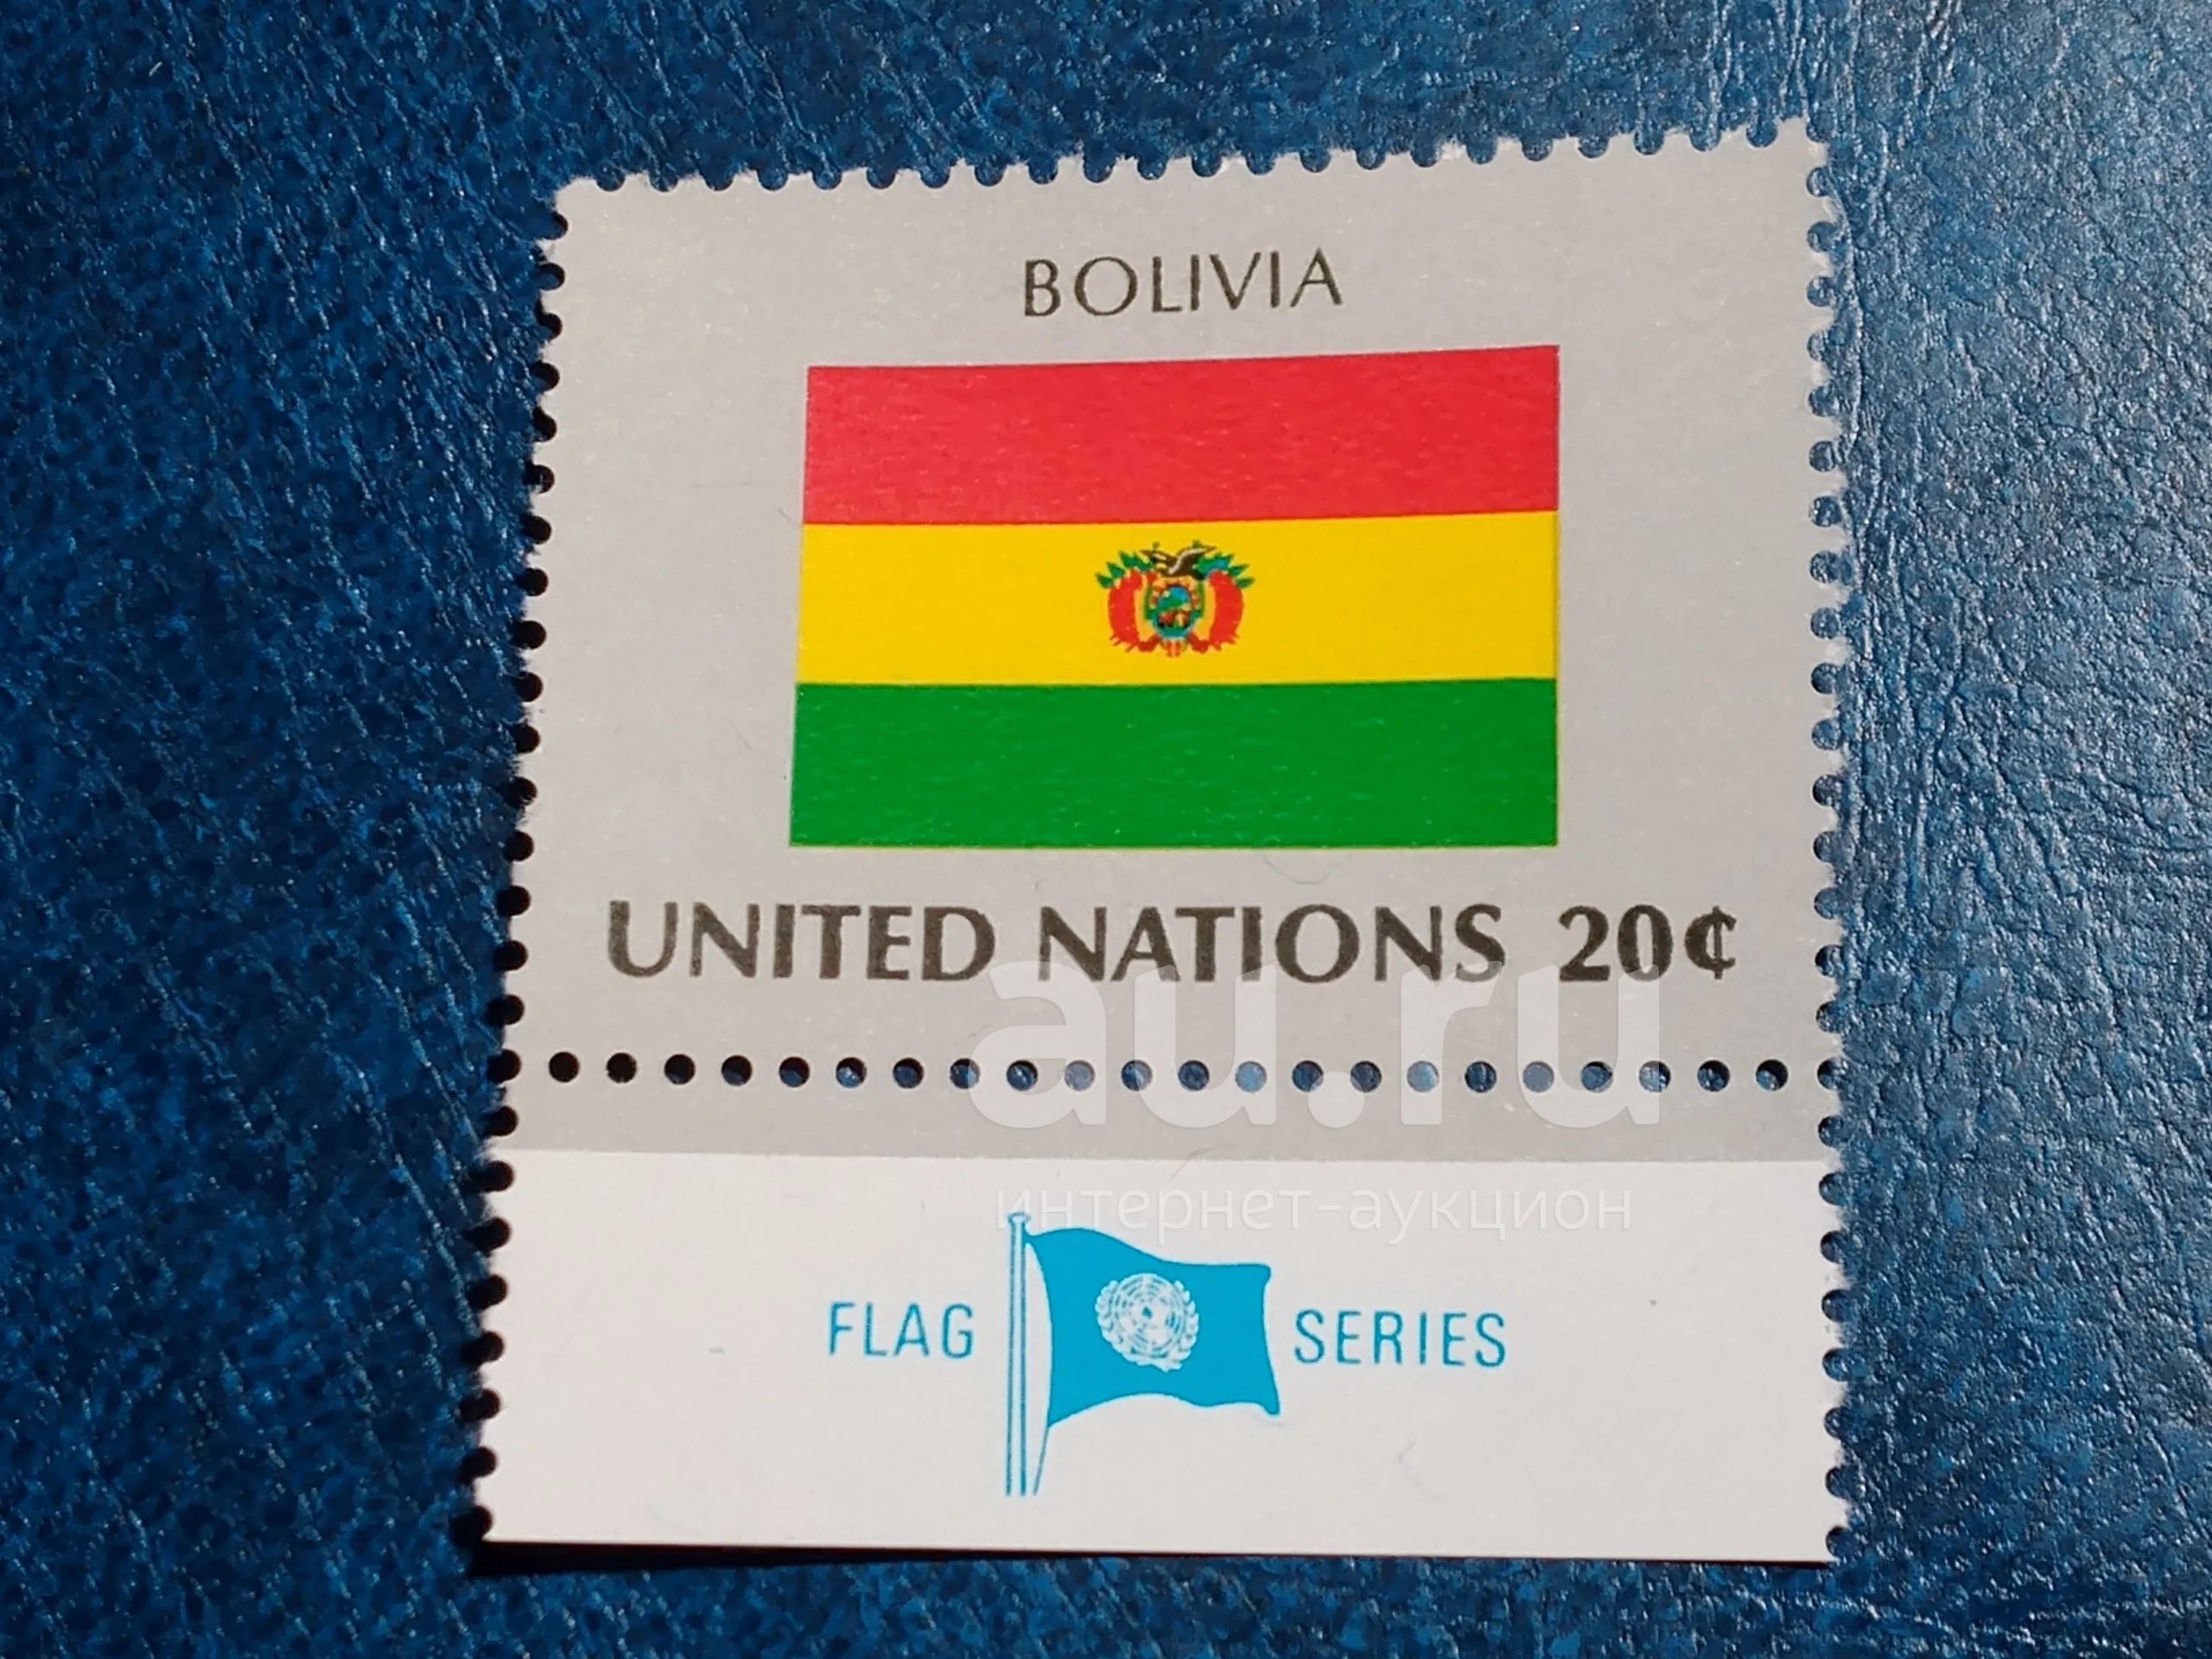 BOLIVIA
UNITED NATIONS 20¢
au.ru
интернет-аукцион
FLAG SERIES